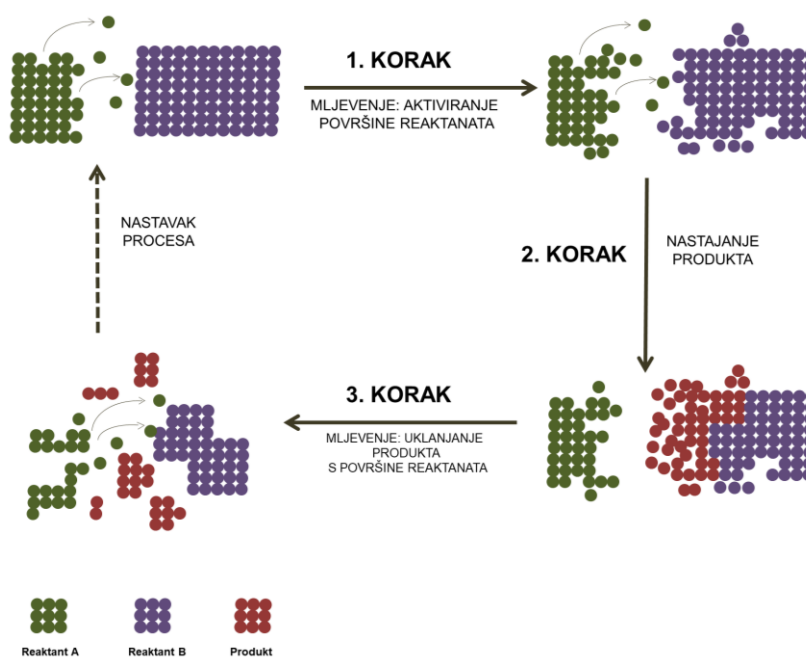 1. KORAK
MLJEVENJE: AKTIVIRANJE
POVRŠINE REAKTANATA
2. KORAK
NASTAJANJE
PRODUKTA
3. KORAK
MLJEVENJE: UKLANJANJE
PRODUKTA
S POVRŠINE REAKTANATA
NASTAVAK
PROCESA
Reaktant A
Reaktant B
Produkt